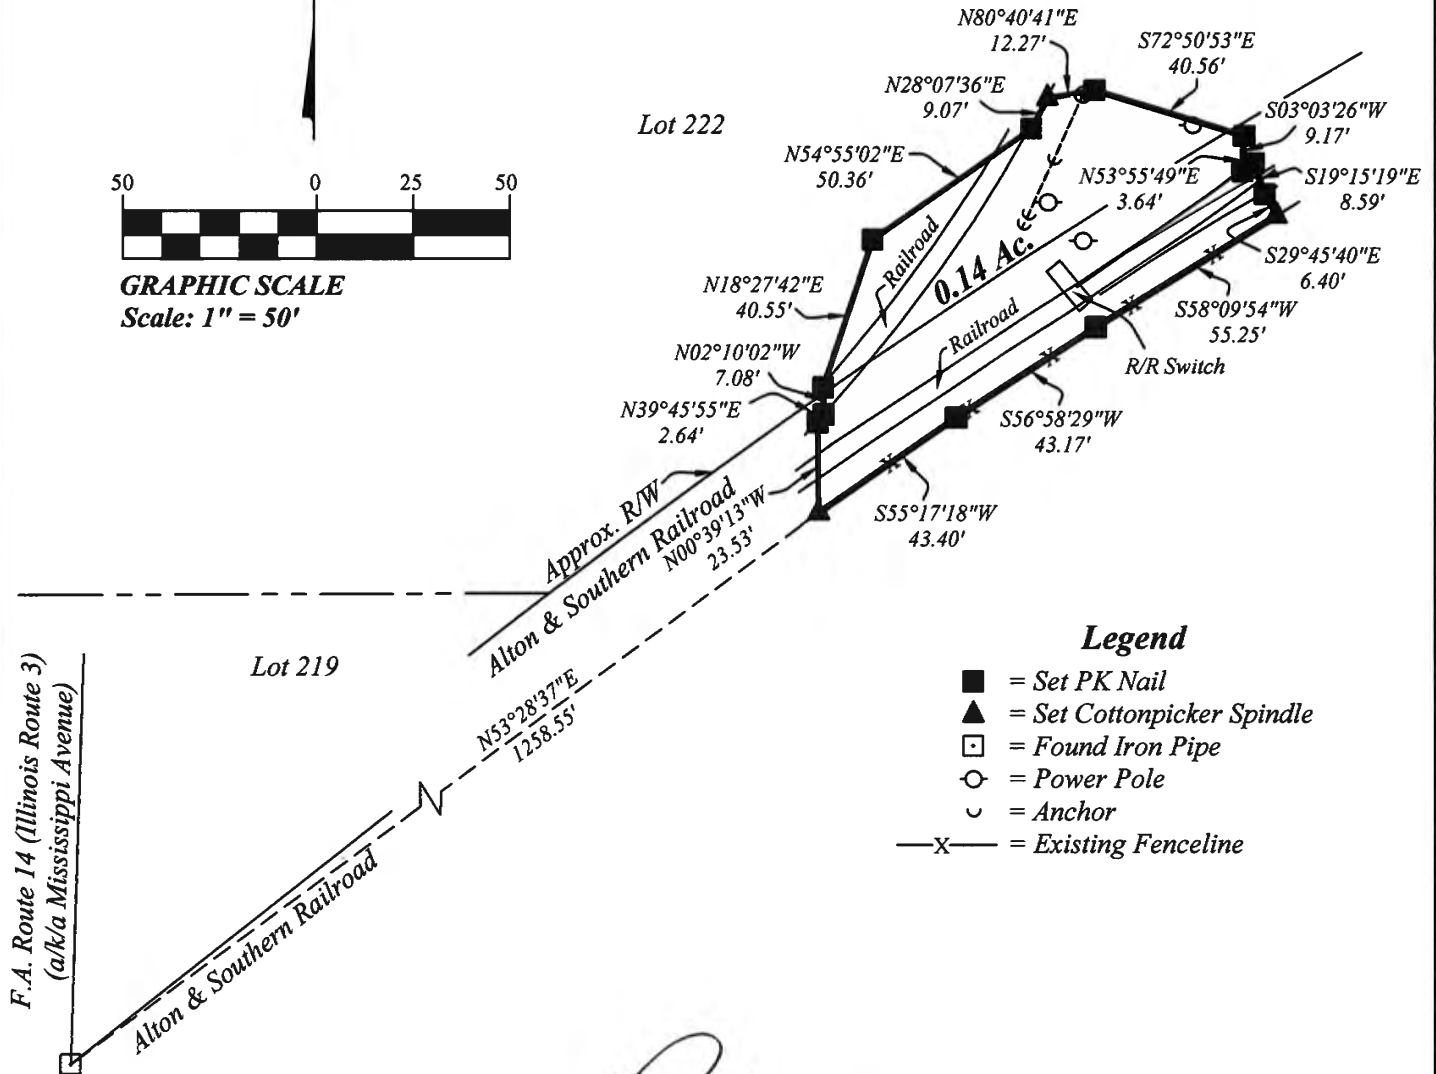 N80°40'41"E
12.27'
S72°50'53"E
40.56'
N28°07'36"E
9.07'
S03°03'26"W
9.17'
Lot 222
N54°55'02"E
50.36'
N53°55'49"E
3.64'
S19°15'19"E
8.59'
50 0 25 50
GRAPHIC SCALE
Scale: 1" = 50'
Railroad
0.14 Ac.
S29°45'40"E
6.40'
N18°27'42"E
40.55'
S58°09'54"W
55.25'
Railroad
R/R Switch
N02°10'02"W
7.08'
N39°45'55"E
2.64'
S56°58'29"W
43.17'
S55°17'18"W
43.40'
Approx. R/W
Alton & Southern Railroad
N00°39'13"W
23.53'
Lot 219
N53°28'37"E
1258.55'
F.A. Route 14 (Illinois Route 3)
(a/k/a Mississippi Avenue)
Alton & Southern Railroad
Legend
= Set PK Nail
= Set Cottonpicker Spindle
= Found Iron Pipe
= Power Pole
= Anchor
X = Existing Fenceline